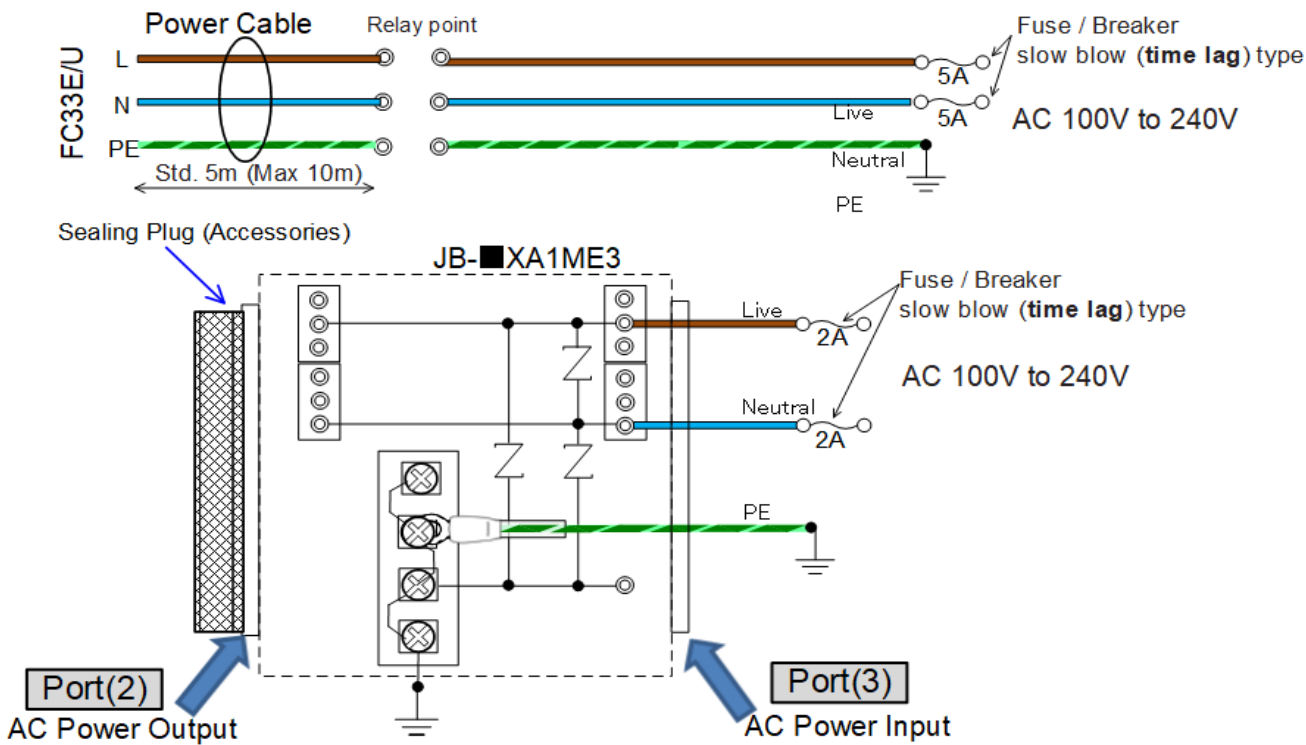 Power Cable
Relay point
Fuse / Breaker
slow blow (time lag) type
FC33E/U
L
5A
N
Live
5A
AC 100V to 240V
PE
Neutral
Std. 5m (Max 10m)
PE
Sealing Plug (Accessories)
JB-■XA1ME3
Fuse / Breaker
slow blow (time lag) type
Live
2A
AC 100V to 240V
Neutral
2A
PE
Port(2)
AC Power Output
Port(3)
AC Power Input